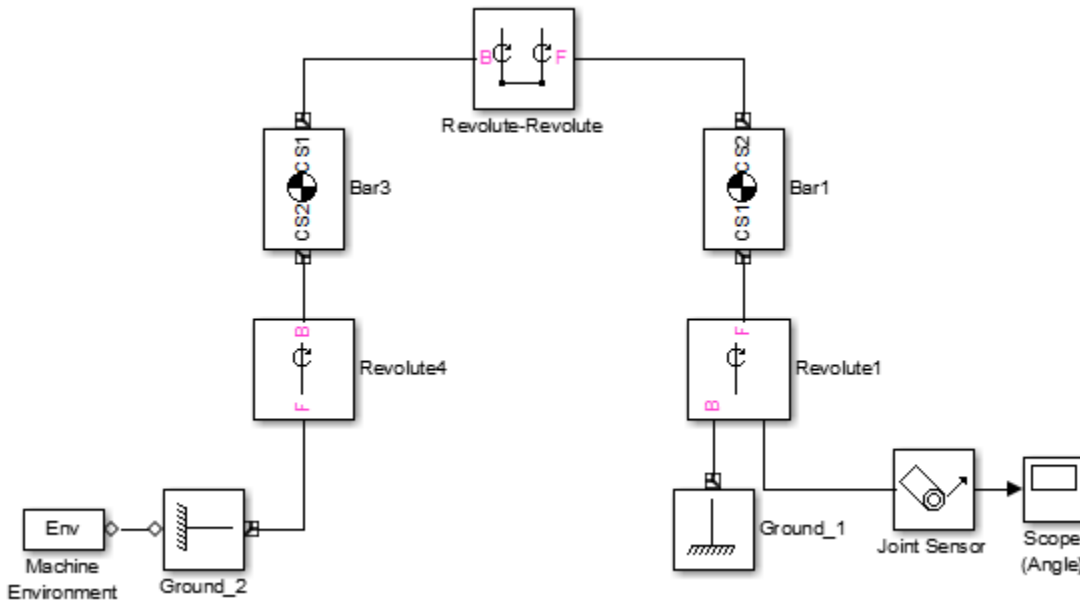 B
F
Revolute-Revolute
CS1
CS2
Bar3
CS2
CS1
Bar1
B
F
Revolute4
F
B
Revolute1
Env
Machine
Environment
Ground_2
Ground_1
Joint Sensor
Scope
(Angle)